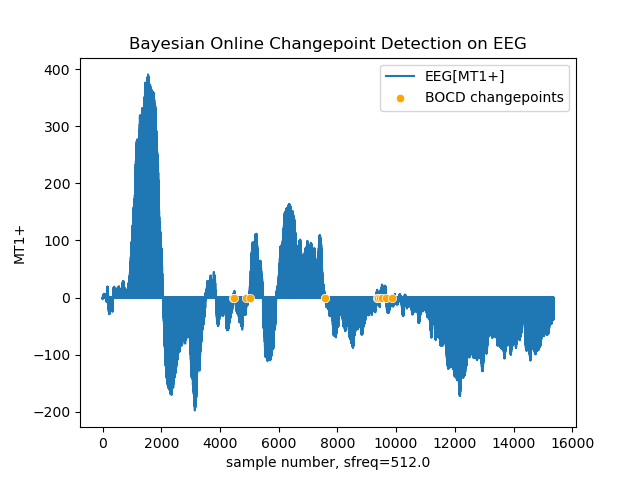 Bayesian Online Changepoint Detection on EEG
EEG[MT1+]
BOCD changepoints
400
300
200
100
0
−100
−200
MT1+
0 2000 4000 6000 8000 10000 12000 14000 16000
sample number, sfreq=512.0